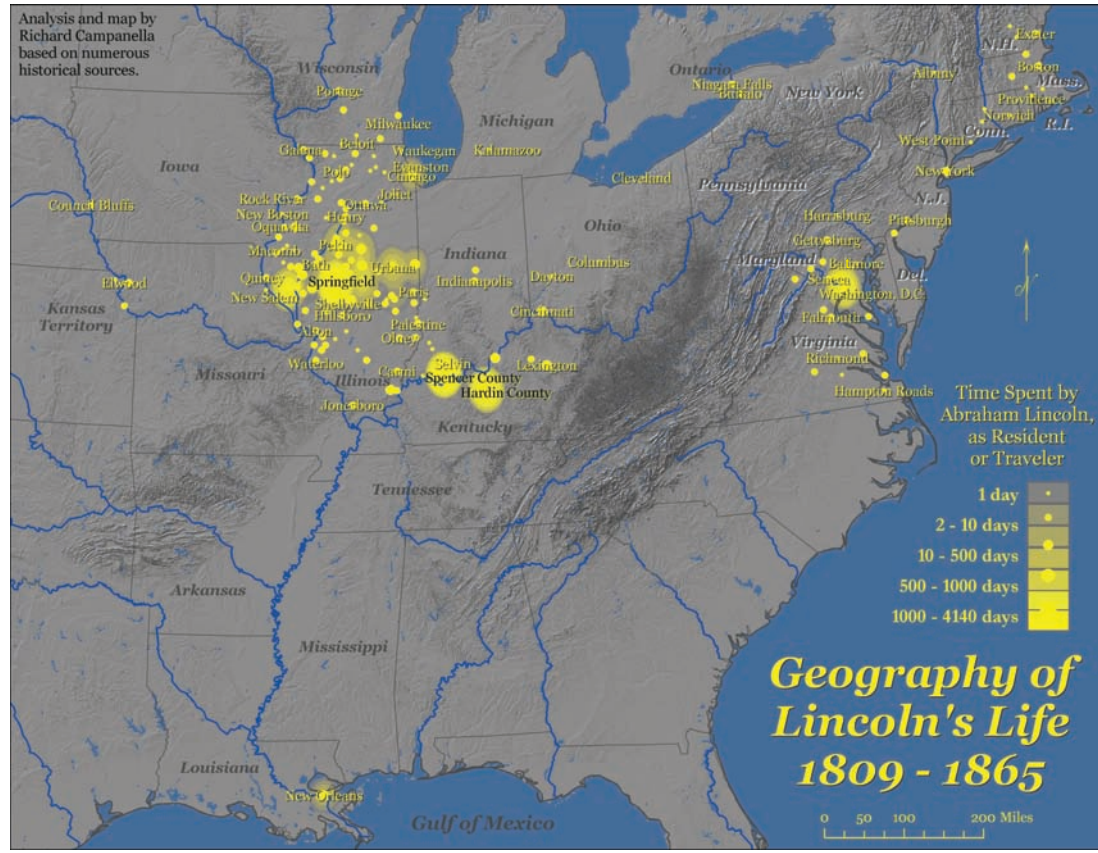 Analysis and map by
Richard Campanella
based on numerous
historical sources.
Wisconsin
Portage
Milwaukee
Galena
Beloit
Waukegan
Evanston
Chicago
Polo
Iowa
Michigan
Kalamazoo
Ontario
Niagara Falls
Buffalo
New York
Albany
N.H.
Exeter
Boston
Mass.
Providence
Norwich
R.I.
Conn.
West Point
New York
N.J.
Cleveland
Pennsylvania
Council Bluffs
Rock River
Joliet
Ottawa
New Boston
Henry
Oquawka
Ohio
Harrisburg
Pittsburgh
Gettysburg
Macomb
Pekin
Indiana
Columbus
Maryland
Baltimore
Del.
Bath
Urbana
Quincy
Springfield
Indianapolis
Dayton
Seneca
Washington, D.C.
Elwood
New Salem
Paris
Shelbyville
Hillsboro
Cincinnati
Falmouth
Kansas
Territory
Alton
Palestine
Olney
Virginia
Richmond
Waterloo
Selvin
Lexington
Missouri
Illinois
Carmi
Spencer County
Hardin County
Hampton Roads
Jonesboro
Kentucky
Tennessee
Arkansas
Mississippi
Louisiana
New Orleans
Gulf of Mexico
N
Time Spent by
Abraham Lincoln,
as Resident
or Traveler
1 day
2 - 10 days
10 - 500 days
500 - 1000 days
1000 - 4140 days
Geography of
Lincoln's Life
1809 - 1865
0 50 100 200 Miles